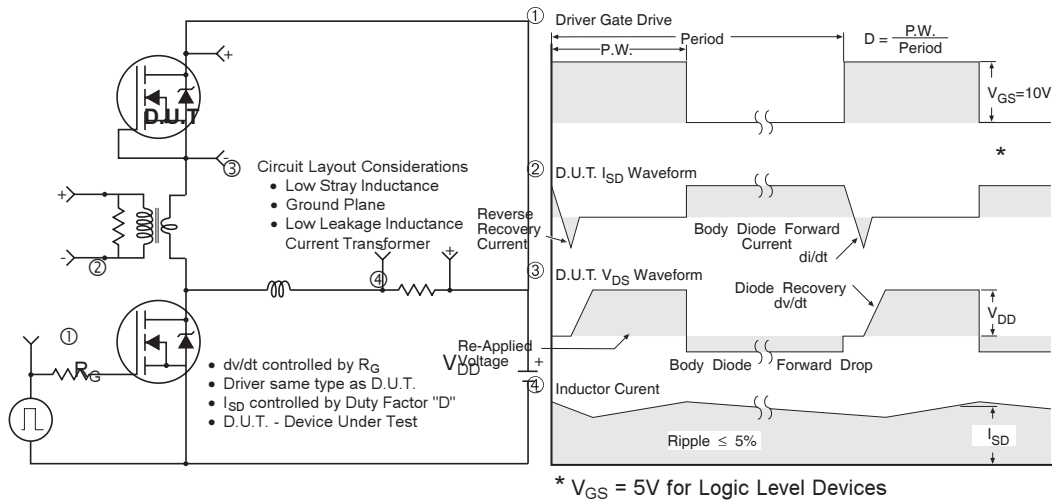 D.U.T
+
-
③
+
-
②
①
R_G
Circuit Layout Considerations
• Low Stray Inductance
• Ground Plane
• Low Leakage Inductance
Current Transformer
-
+
④
• dv/dt controlled by R_G
• Driver same type as D.U.T.
• I_SD controlled by Duty Factor "D"
• D.U.T. - Device Under Test
V_DD
+
-
① Driver Gate Drive
P.W.
Period
D = P.W.
Period
V_GS=10V
*
② D.U.T. I_SD Waveform
Reverse
Recovery
Current
Body Diode Forward
Current
di/dt
③ D.U.T. V_DS Waveform
Diode Recovery
dv/dt
V_DD
Re-Applied
Voltage
Body Diode Forward Drop
④ Inductor Curent
Ripple ≤ 5%
I_SD
* V_GS = 5V for Logic Level Devices